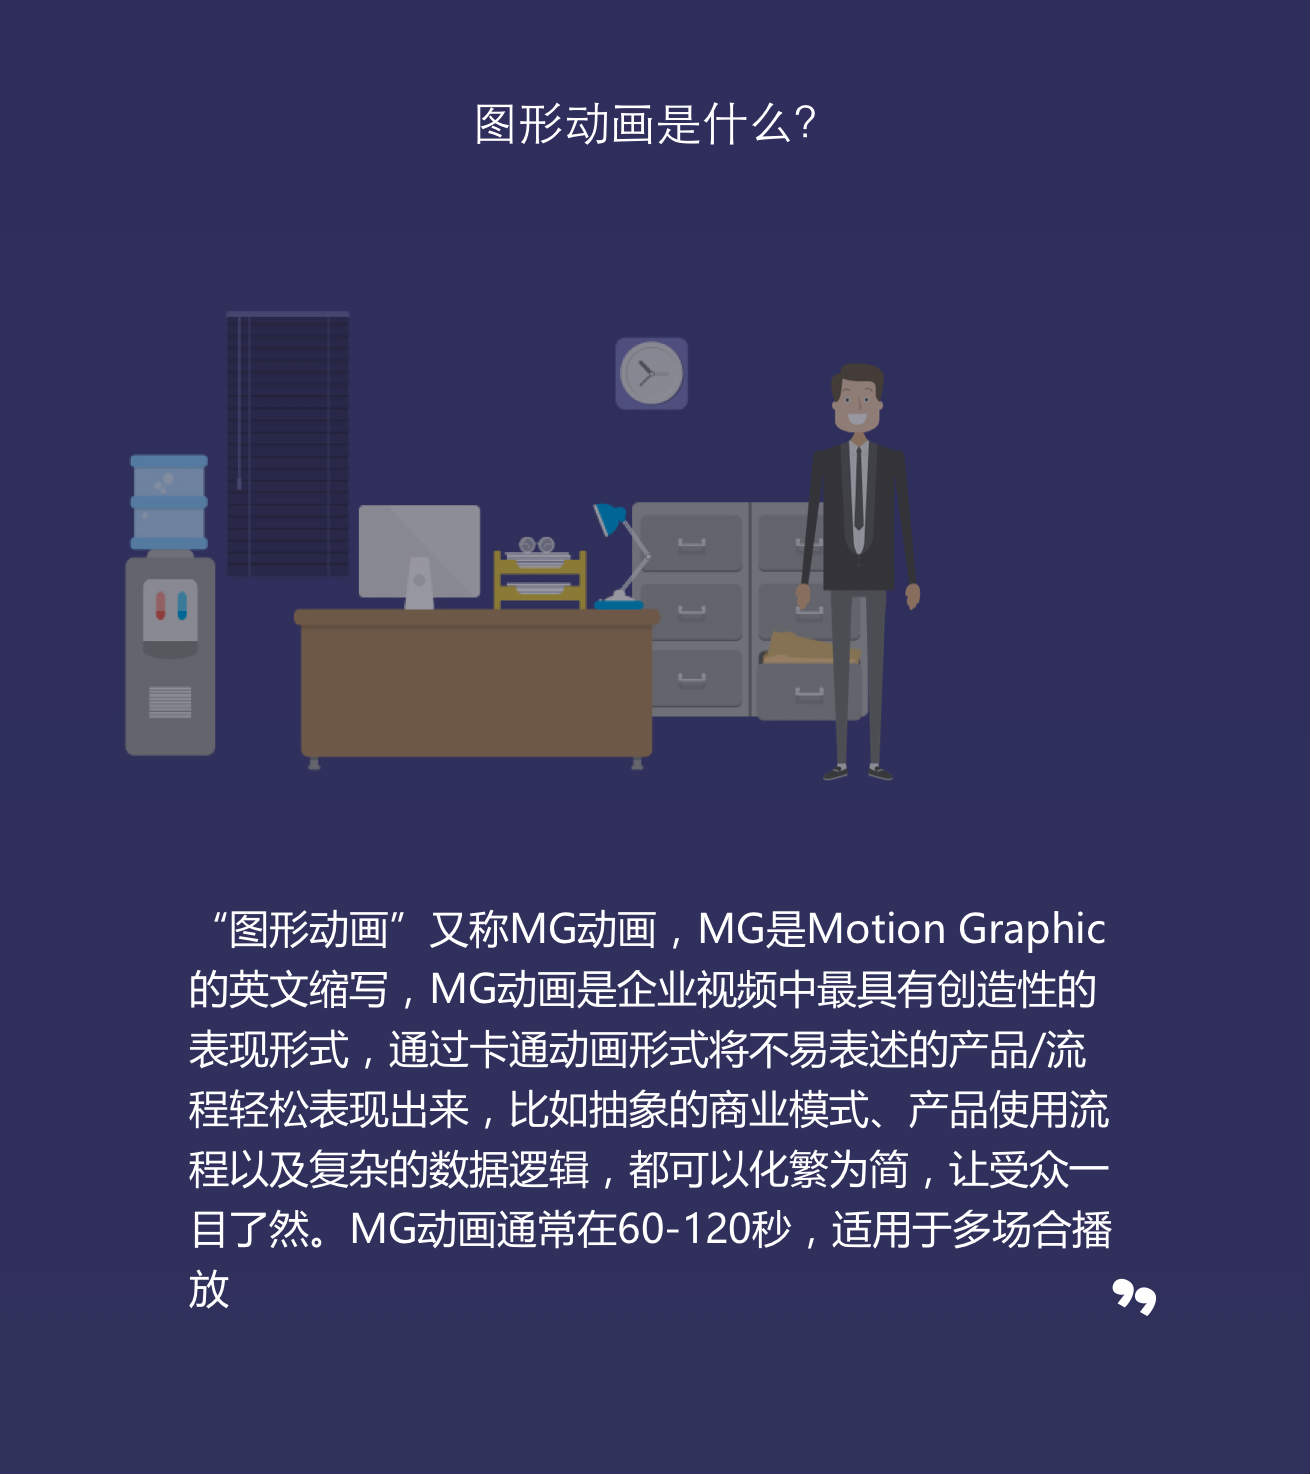 图形动画是什么?
“图形动画”又称MG动画，MG是Motion Graphic
的英文缩写，MG动画是企业视频中最具有创造性的
表现形式，通过卡通动画形式将不易表述的产品/流
程轻松表现出来，比如抽象的商业模式、产品使用流
程以及复杂的数据逻辑，都可以化繁为简，让受众一
目了然。MG动画通常在60-120秒，适用于多场合播
放
”